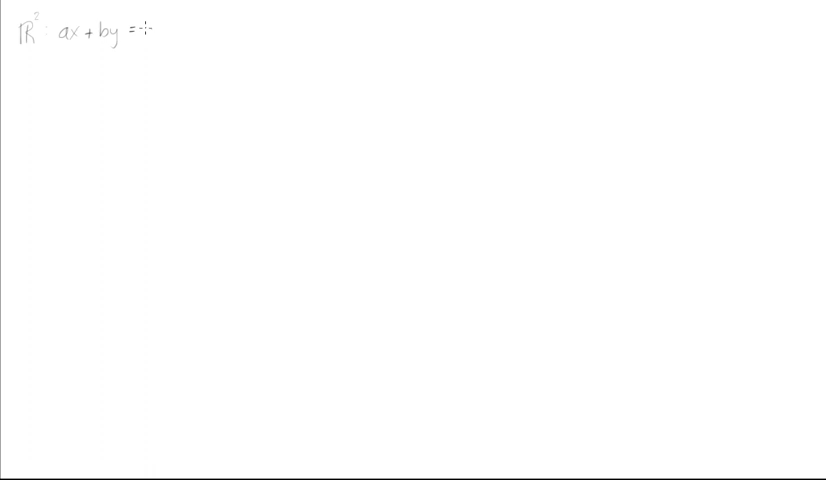 ℝ²: ax + by =